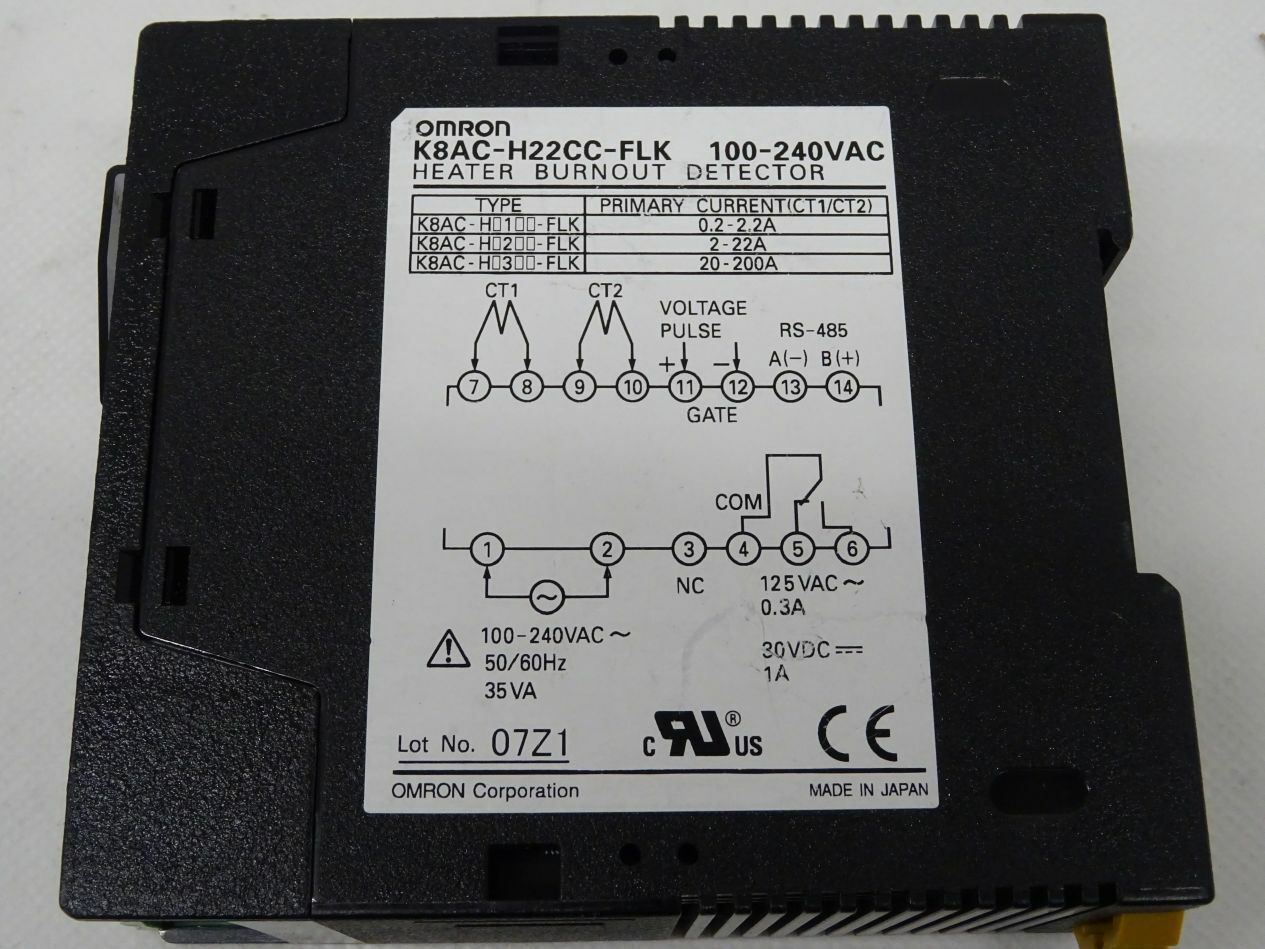 OMRON
K8AC-H22CC-FLK 100-240VAC
HEATER BURNOUT DETECTOR
TYPE PRIMARY CURRENT(CT1/CT2)
K8AC-H□1□□-FLK 0.2-2.2A
K8AC-H□2□□-FLK 2-22A
K8AC-H□3□□-FLK 20-200A
CT1 CT2
VOLTAGE
PULSE RS-485
+ − A(−) B(+)
7 8 9 10 11 12 13 14
GATE
COM
1 2 3 4 5 6
NC 125VAC~
0.3A
100-240VAC~
50/60Hz
35VA
30VDC⎓
1A
Lot No. 07Z1
c RU ® US CE
OMRON Corporation MADE IN JAPAN